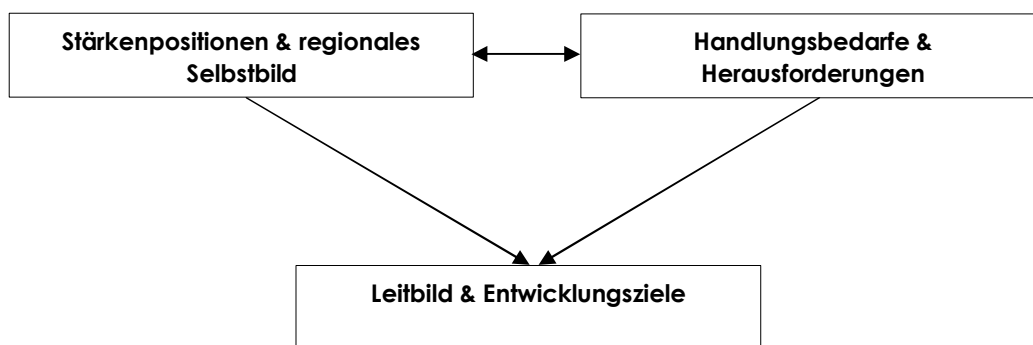 Stärkenpositionen & regionales
Selbstbild
Handlungsbedarfe &
Herausforderungen
Leitbild & Entwicklungsziele